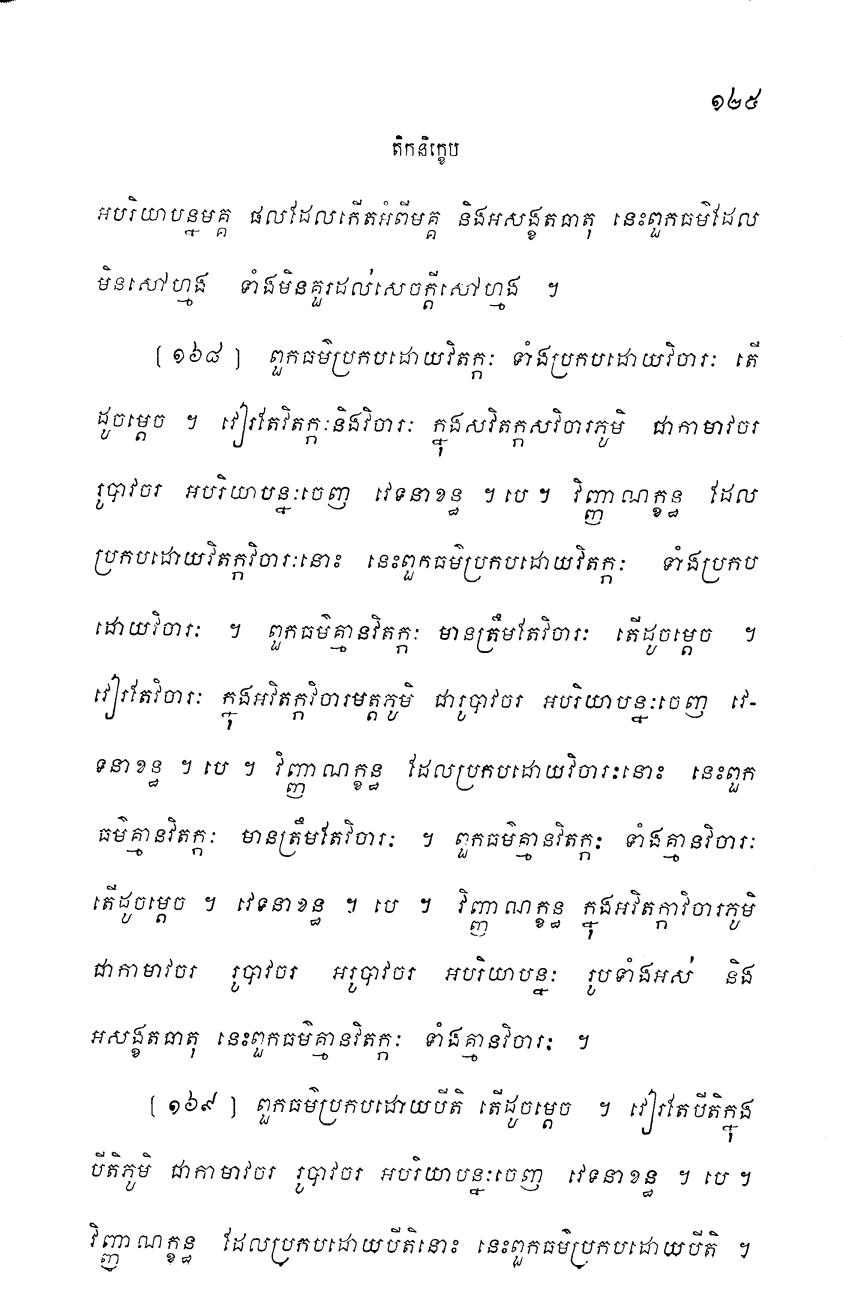 ១២៥
តិកនិក្ខេប
អបរិយាបន្នមគ្គ ផលដែលកើតអំពីមគ្គ និងអសង្ខតធាតុ នេះពួកធម៌ដែល
មិនសៅហ្មង ទាំងមិនគួរដល់សេចក្តីសៅហ្មង ។
[១៦៨] ពួកធម៌ប្រកបដោយវិតក្កៈ ទាំងប្រកបដោយវិចារៈ តើ
ដូចម្តេច ។ វៀរតែវិតក្កៈនិងវិចារៈ ក្នុងសវិតក្កសវិចារភូមិ ជាកាមាវចរ
រូបាវចរ អបរិយាបន្នៈចេញ វេទនាខន្ធ ។ បេ ។ វិញ្ញាណក្ខន្ធ ដែល
ប្រកបដោយវិតក្កវិចារៈនោះ នេះពួកធម៌ប្រកបដោយវិតក្កៈ ទាំងប្រកប
ដោយវិចារៈ ។ ពួកធម៌គ្មានវិតក្កៈ មានត្រឹមតែវិចារៈ តើដូចម្តេច ។
វៀរតែវិចារៈ ក្នុងអវិតក្កវិចារមត្តភូមិ ជារូបាវចរ អបរិយាបន្នៈចេញ វេ-
ទនាខន្ធ ។ បេ ។ វិញ្ញាណក្ខន្ធ ដែលប្រកបដោយវិចារៈនោះ នេះពួក
ធម៌គ្មានវិតក្កៈ មានត្រឹមតែវិចារៈ ។ ពួកធម៌គ្មានវិតក្កៈ ទាំងគ្មានវិចារៈ
តើដូចម្តេច ។ វេទនាខន្ធ ។ បេ ។ វិញ្ញាណក្ខន្ធ ក្នុងអវិតក្កាវិចារភូមិ
ជាកាមាវចរ រូបាវចរ អរូបាវចរ អបរិយាបន្នៈ រូបទាំងអស់ និង
អសង្ខតធាតុ នេះពួកធម៌គ្មានវិតក្កៈ ទាំងគ្មានវិចារៈ ។
[១៦៩] ពួកធម៌ប្រកបដោយបីតិ តើដូចម្តេច ។ វៀរតែបីតិក្នុង
បីតិភូមិ ជាកាមាវចរ រូបាវចរ អបរិយាបន្នៈចេញ វេទនាខន្ធ ។ បេ ។
វិញ្ញាណក្ខន្ធ ដែលប្រកបដោយបីតិនោះ នេះពួកធម៌ប្រកបដោយបីតិ ។